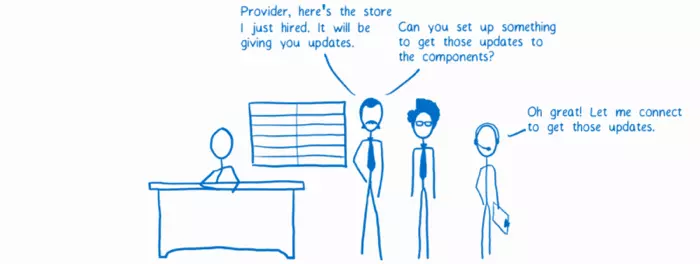 Provider, here's the store
I just hired. It will be
giving you updates.
Can you set up something
to get those updates to
the components?
Oh great! Let me connect
to get those updates.